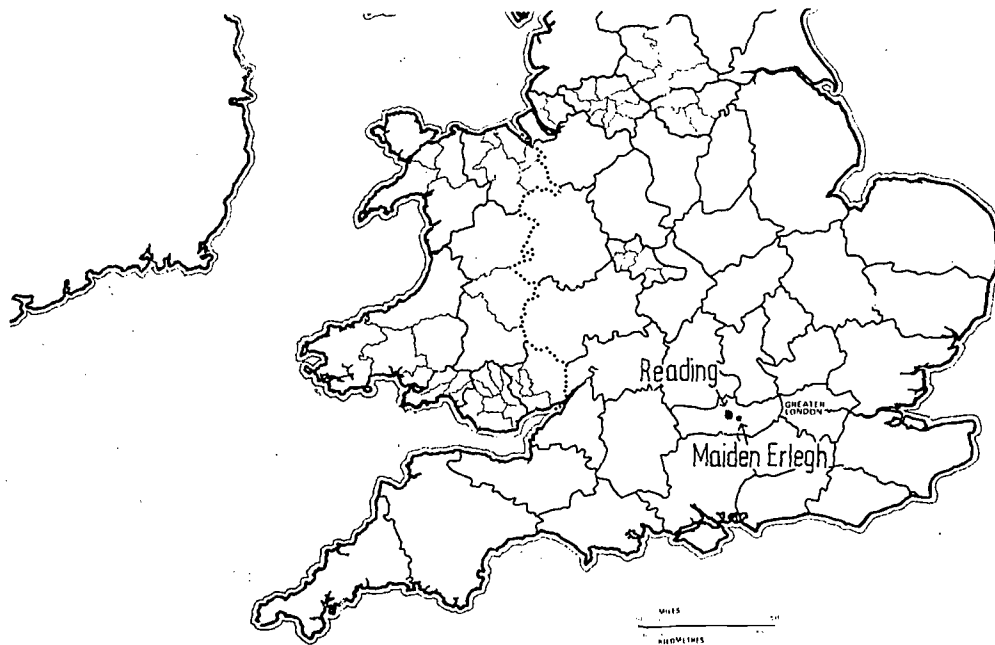 Reading
GREATER
LONDON
Maiden Erlegh
MILES
KILOMETRES